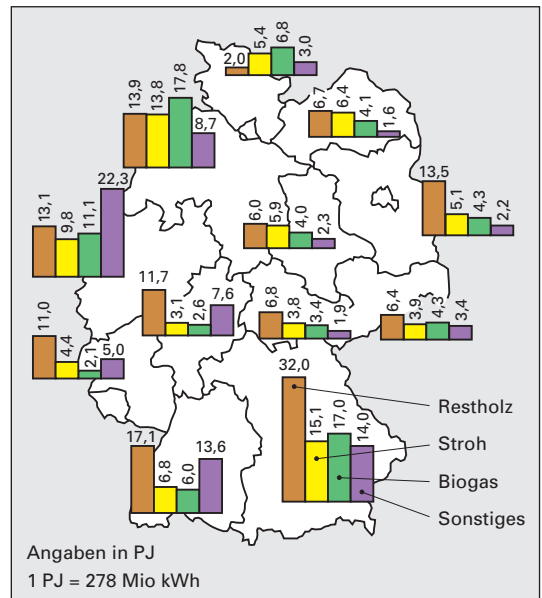 2,0 5,4 6,8 3,0
13,9 13,8 17,8 8,7
6,7 6,4 4,1 1,6
13,1 9,8 11,1 22,3
13,5 5,1 4,3 2,2
6,0 5,9 4,0 2,3
11,7 3,1 2,6 7,6
6,8 3,8 3,4 1,9
6,4 3,9 4,3 3,4
11,0 4,4 2,1 5,0
17,1 6,8 6,0 13,6
32,0 15,1 17,0 14,0
Restholz
Stroh
Biogas
Sonstiges
Angaben in PJ
1 PJ = 278 Mio kWh